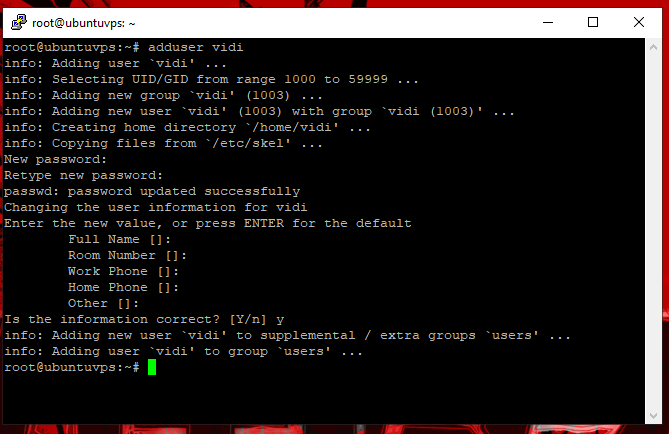 root@ubuntuvps: ~
root@ubuntuvps:~# adduser vidi
info: Adding user `vidi' ...
info: Selecting UID/GID from range 1000 to 59999 ...
info: Adding new group `vidi' (1003) ...
info: Adding new user `vidi' (1003) with group `vidi (1003)' ...
info: Creating home directory `/home/vidi' ...
info: Copying files from `/etc/skel' ...
New password:
Retype new password:
passwd: password updated successfully
Changing the user information for vidi
Enter the new value, or press ENTER for the default
        Full Name []:
        Room Number []:
        Work Phone []:
        Home Phone []:
        Other []:
Is the information correct? [Y/n] y
info: Adding new user `vidi' to supplemental / extra groups `users' ...
info: Adding user `vidi' to group `users' ...
root@ubuntuvps:~#